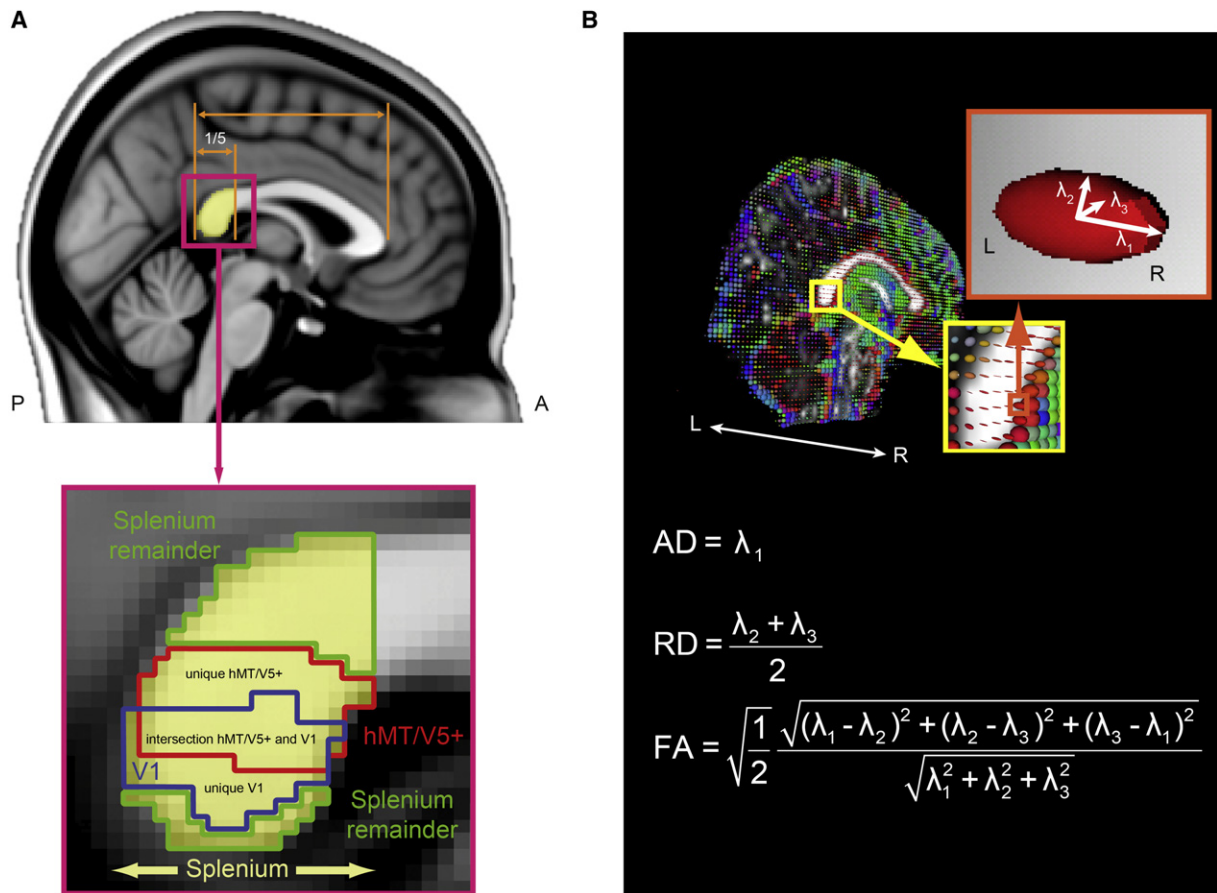 A
1/5
P
A
Splenium
remainder
unique hMT/V5+
intersection hMT/V5+ and V1
hMT/V5+
V1
unique V1
Splenium
remainder
Splenium
B
λ2
λ3
λ1
L
R
L
R
AD = λ1
RD = (λ2 + λ3) / 2
FA = √(1/2) √((λ1 - λ2)² + (λ2 - λ3)² + (λ3 - λ1)²) / √(λ1² + λ2² + λ3²)